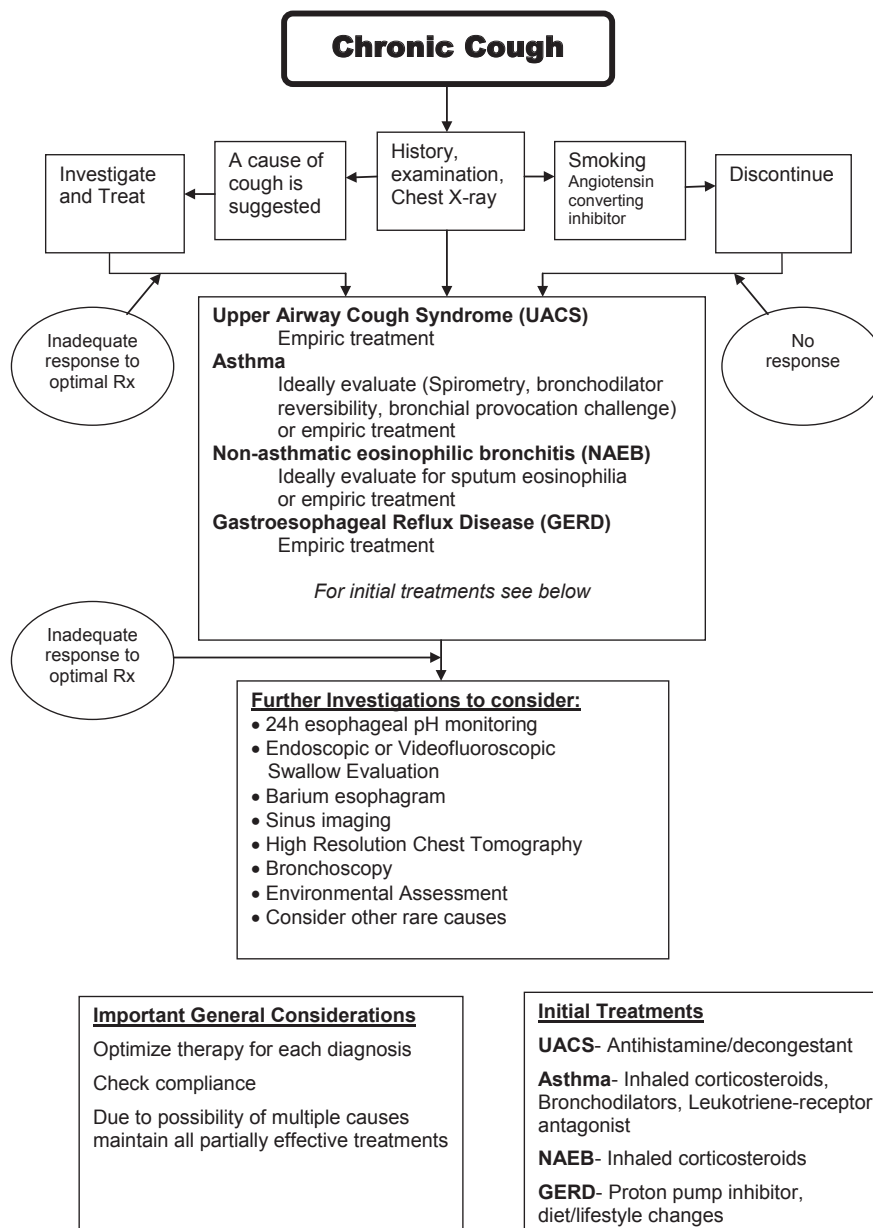 Chronic Cough
Investigate
and Treat
A cause of
cough is
suggested
History,
examination,
Chest X-ray
Smoking
Angiotensin
converting
inhibitor
Discontinue
Inadequate
response to
optimal Rx
No
response
Upper Airway Cough Syndrome (UACS)
Empiric treatment
Asthma
Ideally evaluate (Spirometry, bronchodilator
reversibility, bronchial provocation challenge)
or empiric treatment
Non-asthmatic eosinophilic bronchitis (NAEB)
Ideally evaluate for sputum eosinophilia
or empiric treatment
Gastroesophageal Reflux Disease (GERD)
Empiric treatment
For initial treatments see below
Inadequate
response to
optimal Rx
Further Investigations to consider:
• 24h esophageal pH monitoring
• Endoscopic or Videofluoroscopic
Swallow Evaluation
• Barium esophagram
• Sinus imaging
• High Resolution Chest Tomography
• Bronchoscopy
• Environmental Assessment
• Consider other rare causes
Important General Considerations
Optimize therapy for each diagnosis
Check compliance
Due to possibility of multiple causes
maintain all partially effective treatments
Initial Treatments
UACS- Antihistamine/decongestant
Asthma- Inhaled corticosteroids,
Bronchodilators, Leukotriene-receptor
antagonist
NAEB- Inhaled corticosteroids
GERD- Proton pump inhibitor,
diet/lifestyle changes